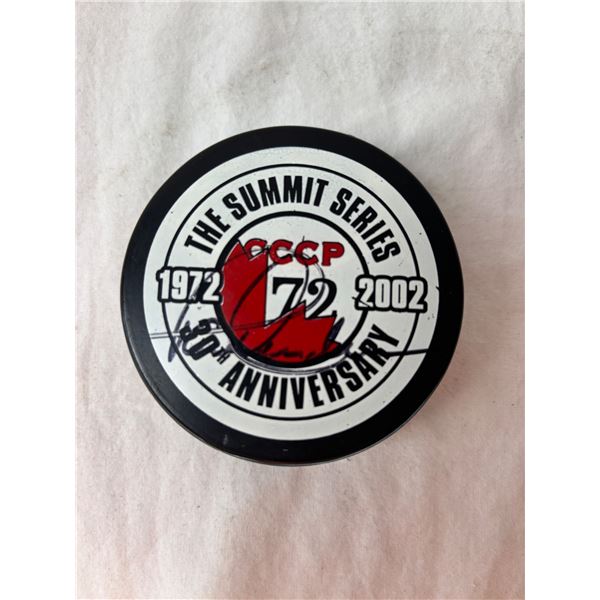 THE SUMMIT SERIES
CCCP
1972 72 2002
30TH ANNIVERSARY